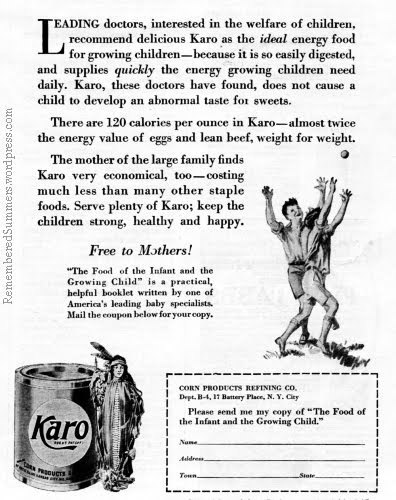 LEADING doctors, interested in the welfare of children,
recommend delicious Karo as the ideal energy food
for growing children—because it is so easily digested,
and supplies quickly the energy growing children need
daily. Karo, these doctors have found, does not cause a
child to develop an abnormal taste for sweets.
There are 120 calories per ounce in Karo—almost twice
the energy value of eggs and lean beef, weight for weight.
The mother of the large family finds
Karo very economical, too—costing
much less than many other staple
foods. Serve plenty of Karo; keep the
children strong, healthy and happy.
Free to Mothers!
"The Food of the Infant and the
Growing Child" is a practical,
helpful booklet written by one of
America's leading baby specialists.
Mail the coupon below for your copy.
Karo
CORN PRODUCTS
CORN PRODUCTS REFINING CO.
Dept. B-4, 17 Battery Place, N. Y. City
Please send me my copy of "The Food of
the Infant and the Growing Child."
Name
Address
Town State
RememberedSummers.wordpress.com